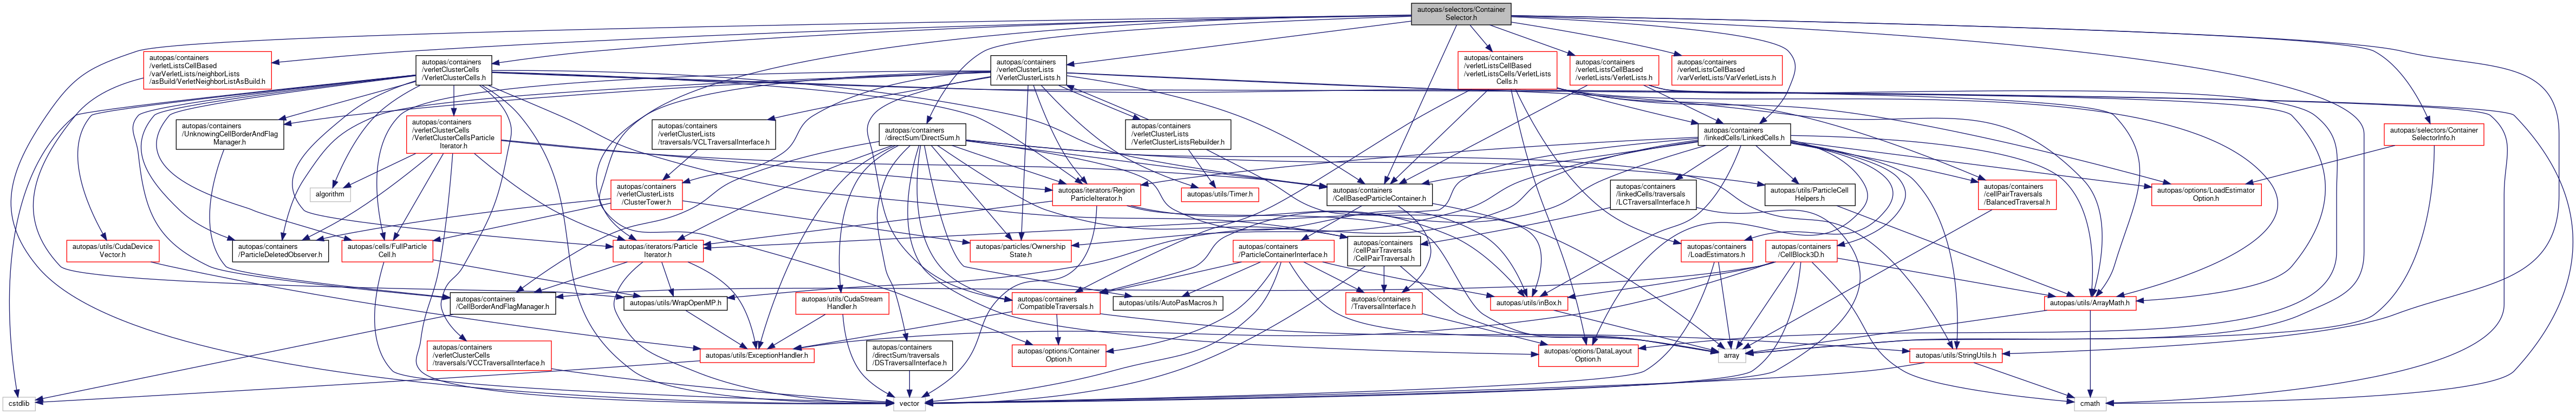 autopas/selectors/Container
Selector.h
autopas/containers
/verletListsCellBased
/varVerletLists/neighborLists
/asBuild/VerletNeighborListAsBuild.h
autopas/containers
/verletClusterCells
/VerletClusterCells.h
autopas/containers
/verletClusterLists
/VerletClusterLists.h
autopas/containers
/verletListsCellBased
/verletListsCells/VerletLists
Cells.h
autopas/containers
/verletListsCellBased
/verletLists/VerletLists.h
autopas/containers
/verletListsCellBased
/varVerletLists/VarVerletLists.h
autopas/containers
/UnknowingCellBorderAndFlag
Manager.h
autopas/containers
/verletClusterCells
/VerletClusterCellsParticle
Iterator.h
autopas/containers
/verletClusterLists
/traversals/VCLTraversalInterface.h
autopas/containers
/directSum/DirectSum.h
autopas/containers
/verletClusterLists
/VerletClusterListsRebuilder.h
autopas/containers
/linkedCells/LinkedCells.h
autopas/selectors/Container
SelectorInfo.h
algorithm
autopas/containers
/verletClusterLists
/ClusterTower.h
autopas/iterators/Region
ParticleIterator.h
autopas/utils/Timer.h
autopas/containers
/CellBasedParticleContainer.h
autopas/containers
/linkedCells/traversals
/LCTraversalInterface.h
autopas/utils/ParticleCell
Helpers.h
autopas/containers
/cellPairTraversals
/BalancedTraversal.h
autopas/options/LoadEstimator
Option.h
autopas/utils/CudaDevice
Vector.h
autopas/containers
/ParticleDeletedObserver.h
autopas/cells/FullParticle
Cell.h
autopas/iterators/Particle
Iterator.h
autopas/particles/Ownership
State.h
autopas/containers
/ParticleContainerInterface.h
autopas/containers
/cellPairTraversals
/CellPairTraversal.h
autopas/containers
/LoadEstimators.h
autopas/containers
/CellBlock3D.h
autopas/containers
/CellBorderAndFlagManager.h
autopas/utils/WrapOpenMP.h
autopas/utils/CudaStream
Handler.h
autopas/containers
/CompatibleTraversals.h
autopas/utils/AutoPasMacros.h
autopas/containers
/TraversalInterface.h
autopas/utils/inBox.h
autopas/utils/ArrayMath.h
autopas/containers
/verletClusterCells
/traversals/VCCTraversalInterface.h
autopas/utils/ExceptionHandler.h
autopas/containers
/directSum/traversals
/DSTraversalInterface.h
autopas/options/Container
Option.h
autopas/options/DataLayout
Option.h
array
autopas/utils/StringUtils.h
cstdlib
vector
cmath